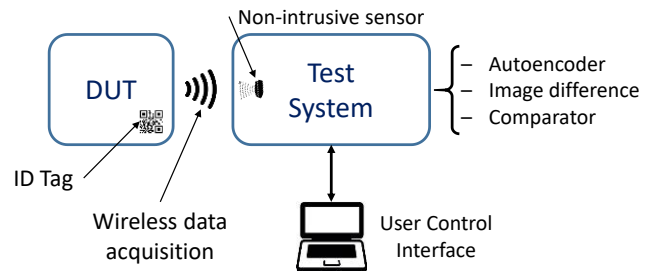 Non-intrusive sensor
DUT
Test
System
– Autoencoder
– Image difference
– Comparator
ID Tag
Wireless data
acquisition
User Control
Interface